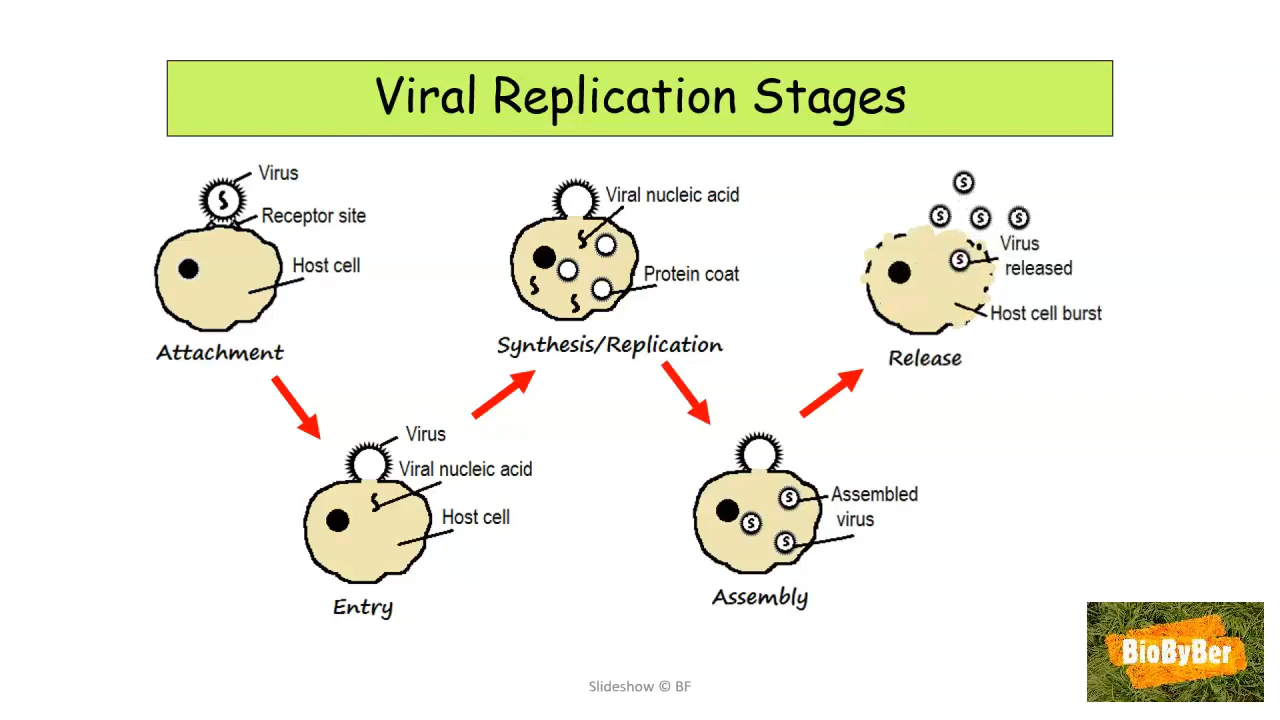 Viral Replication Stages
Virus
Receptor site
Host cell
Attachment
Virus
Viral nucleic acid
Host cell
Entry
Viral nucleic acid
Protein coat
Synthesis/Replication
Assembled
virus
Assembly
Virus
released
Host cell burst
Release
BioByBer
Slideshow © BF